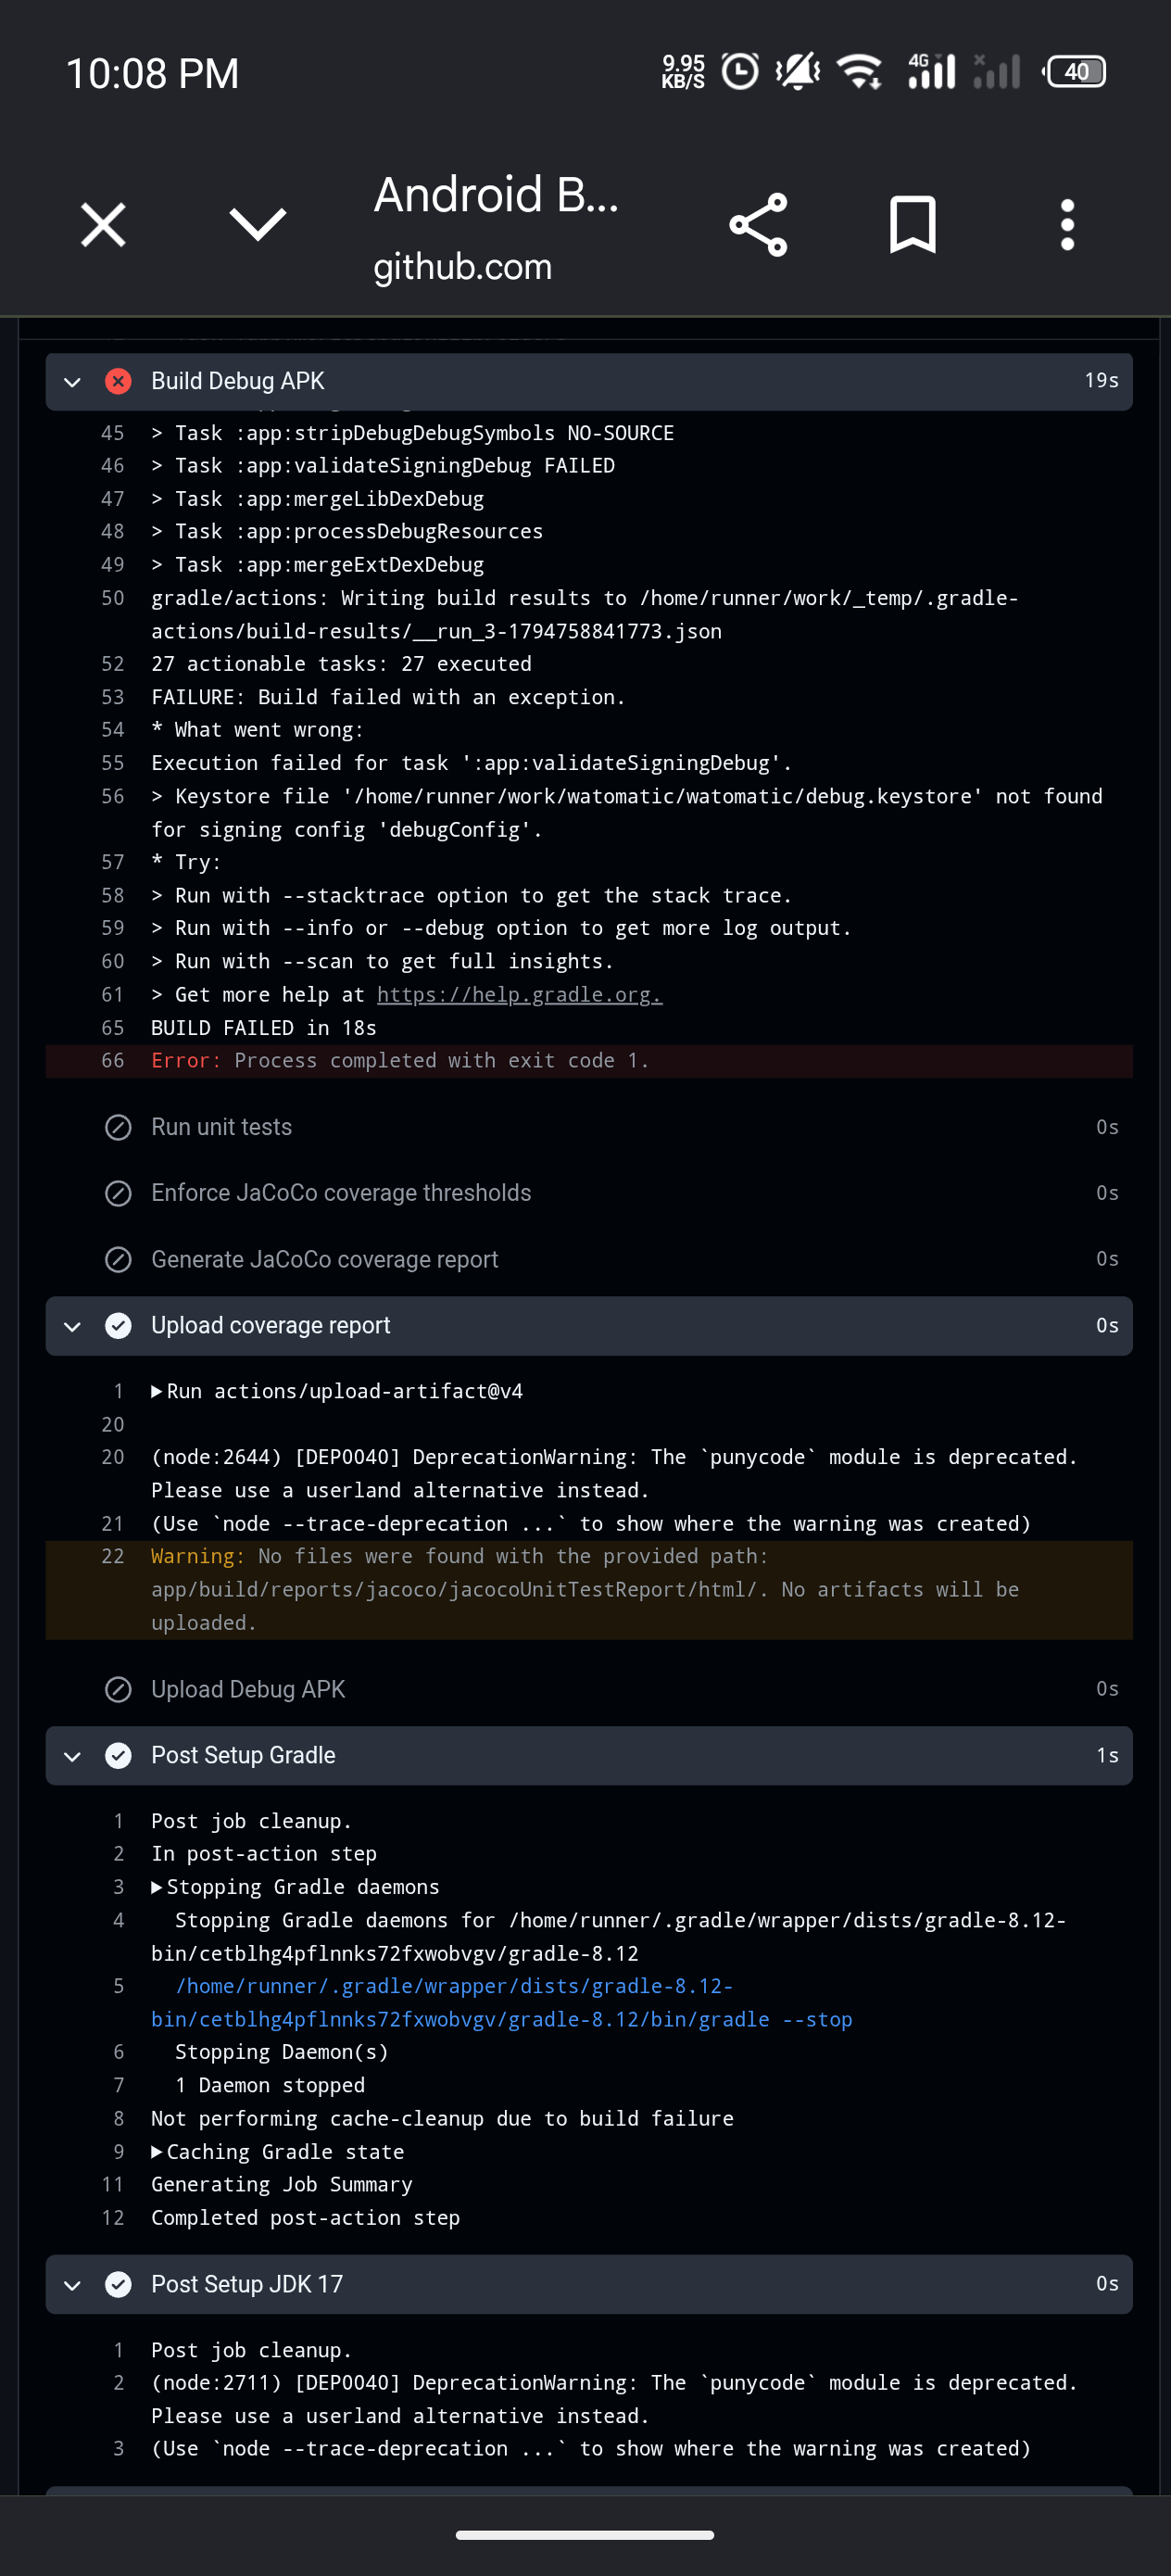 10:08 PM
9.95
KB/S
4G
40
Android B...
github.com
Build Debug APK 19s
45 > Task :app:stripDebugDebugSymbols NO-SOURCE
46 > Task :app:validateSigningDebug FAILED
47 > Task :app:mergeLibDexDebug
48 > Task :app:processDebugResources
49 > Task :app:mergeExtDexDebug
50 gradle/actions: Writing build results to /home/runner/work/_temp/.gradle-
actions/build-results/__run_3-1794758841773.json
52 27 actionable tasks: 27 executed
53 FAILURE: Build failed with an exception.
54 * What went wrong:
55 Execution failed for task ':app:validateSigningDebug'.
56 > Keystore file '/home/runner/work/watomatic/watomatic/debug.keystore' not found
for signing config 'debugConfig'.
57 * Try:
58 > Run with --stacktrace option to get the stack trace.
59 > Run with --info or --debug option to get more log output.
60 > Run with --scan to get full insights.
61 > Get more help at https://help.gradle.org.
65 BUILD FAILED in 18s
66 Error: Process completed with exit code 1.
Run unit tests 0s
Enforce JaCoCo coverage thresholds 0s
Generate JaCoCo coverage report 0s
Upload coverage report 0s
1 ▶Run actions/upload-artifact@v4
20
20 (node:2644) [DEP0040] DeprecationWarning: The `punycode` module is deprecated.
Please use a userland alternative instead.
21 (Use `node --trace-deprecation ...` to show where the warning was created)
22 Warning: No files were found with the provided path:
app/build/reports/jacoco/jacocoUnitTestReport/html/. No artifacts will be
uploaded.
Upload Debug APK 0s
Post Setup Gradle 1s
1 Post job cleanup.
2 In post-action step
3 ▶Stopping Gradle daemons
4 Stopping Gradle daemons for /home/runner/.gradle/wrapper/dists/gradle-8.12-
bin/cetblhg4pflnnks72fxwobvgv/gradle-8.12
5 /home/runner/.gradle/wrapper/dists/gradle-8.12-
bin/cetblhg4pflnnks72fxwobvgv/gradle-8.12/bin/gradle --stop
6 Stopping Daemon(s)
7 1 Daemon stopped
8 Not performing cache-cleanup due to build failure
9 ▶Caching Gradle state
11 Generating Job Summary
12 Completed post-action step
Post Setup JDK 17 0s
1 Post job cleanup.
2 (node:2711) [DEP0040] DeprecationWarning: The `punycode` module is deprecated.
Please use a userland alternative instead.
3 (Use `node --trace-deprecation ...` to show where the warning was created)